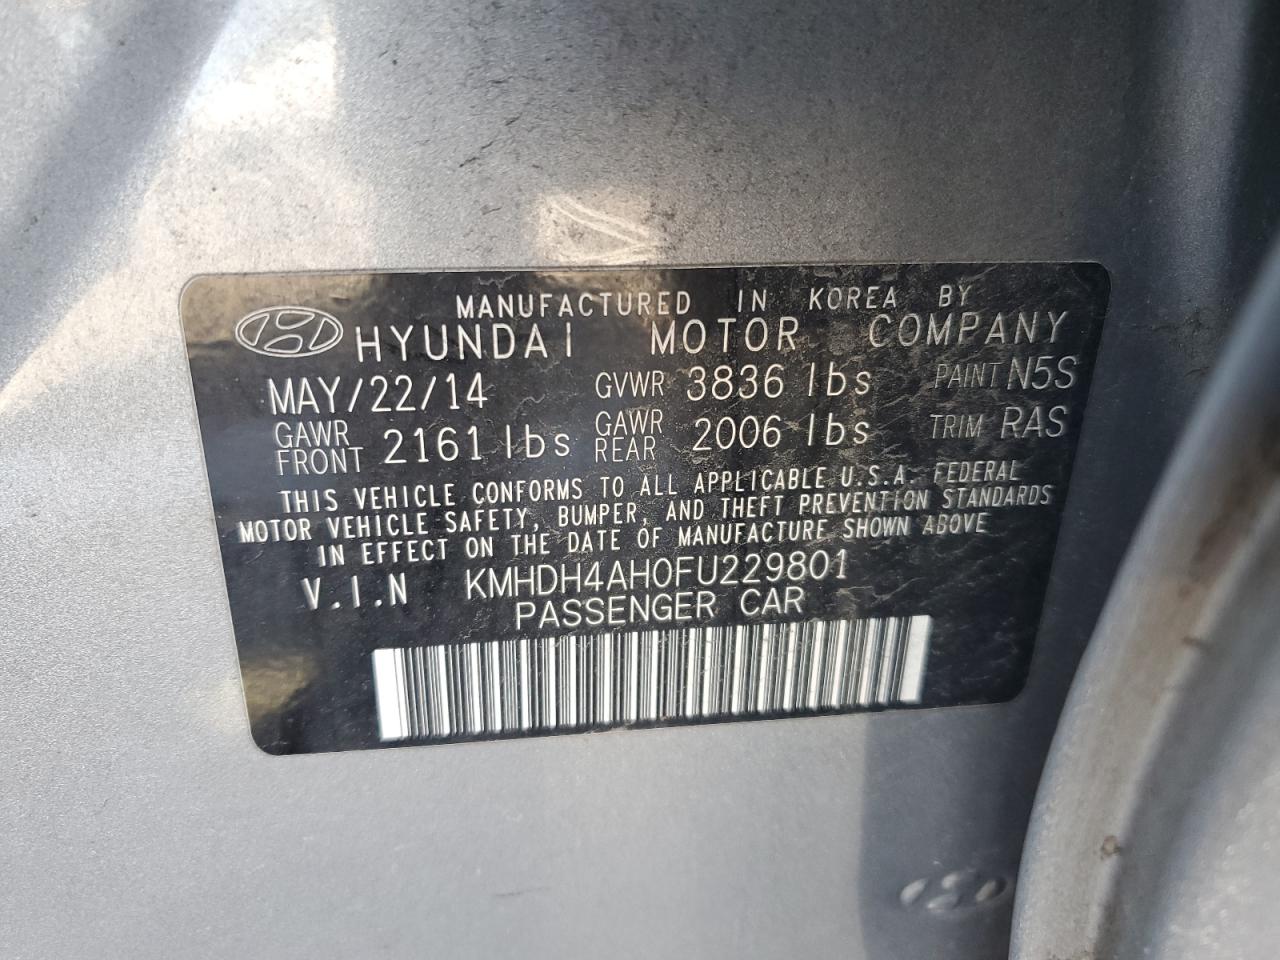 MANUFACTURED IN KOREA BY
HYUNDAI MOTOR COMPANY
MAY/22/14 GVWR 3836 lbs PAINT N5S
GAWR FRONT 2161 lbs GAWR REAR 2006 lbs TRIM RAS
THIS VEHICLE CONFORMS TO ALL APPLICABLE U.S.A. FEDERAL
MOTOR VEHICLE SAFETY, BUMPER, AND THEFT PREVENTION STANDARDS
IN EFFECT ON THE DATE OF MANUFACTURE SHOWN ABOVE
V.I.N KMHDH4AH0FU229801
PASSENGER CAR